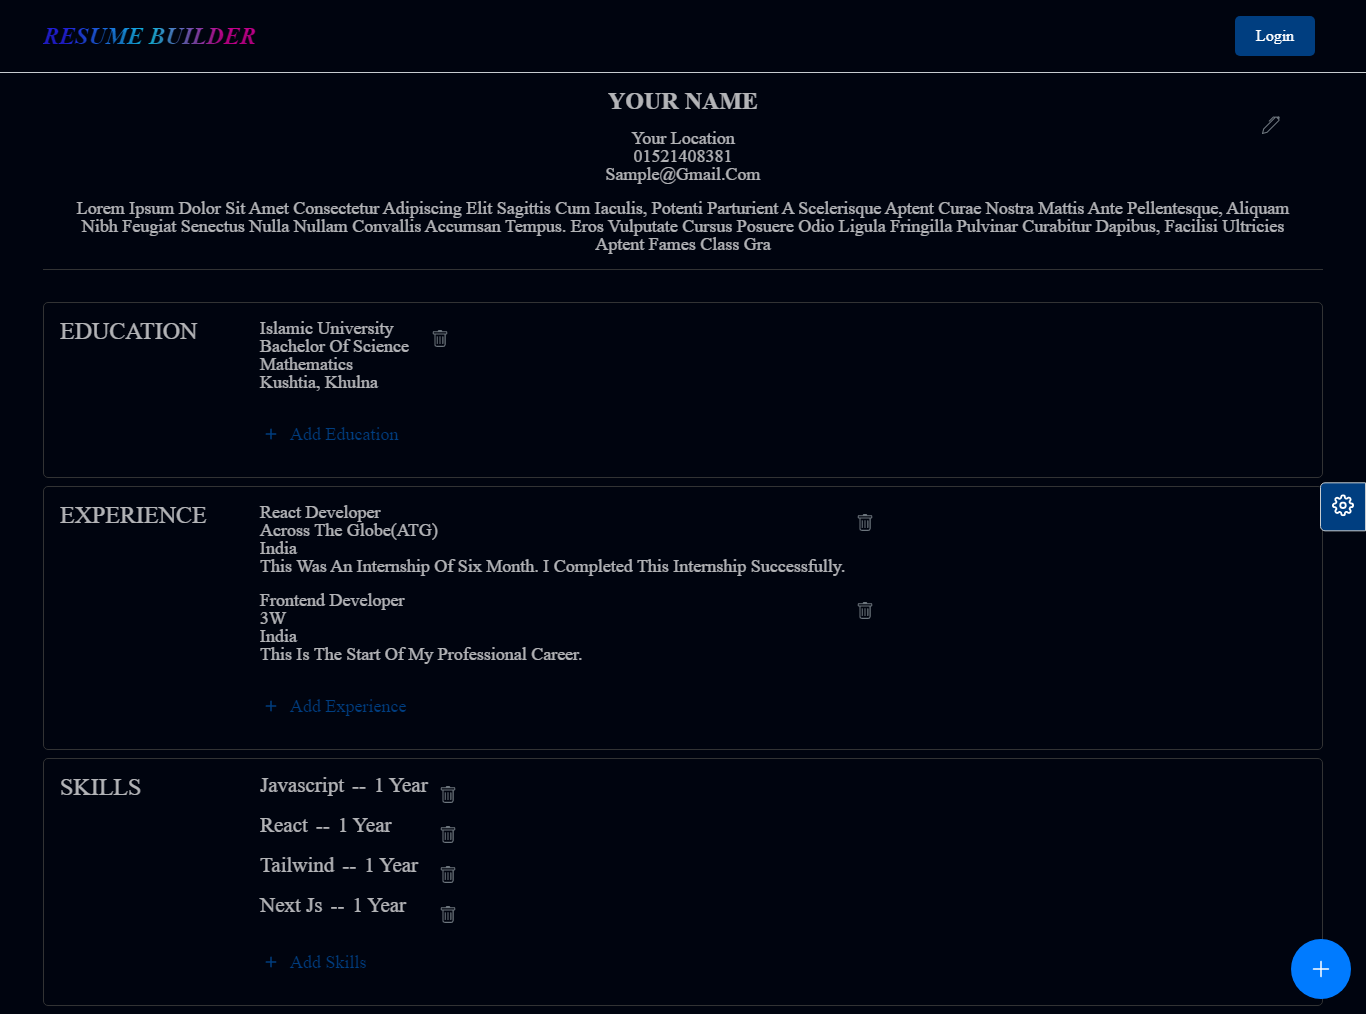 RESUME BUILDER
Login
YOUR NAME
Your Location
01521408381
Sample@Gmail.Com
Lorem Ipsum Dolor Sit Amet Consectetur Adipiscing Elit Sagittis Cum Iaculis, Potenti Parturient A Scelerisque Aptent Curae Nostra Mattis Ante Pellentesque, Aliquam
Nibh Feugiat Senectus Nulla Nullam Convallis Accumsan Tempus. Eros Vulputate Cursus Posuere Odio Ligula Fringilla Pulvinar Curabitur Dapibus, Facilisi Ultricies
Aptent Fames Class Gra
EDUCATION
Islamic University
Bachelor Of Science
Mathematics
Kushtia, Khulna
+ Add Education
EXPERIENCE
React Developer
Across The Globe(ATG)
India
This Was An Internship Of Six Month. I Completed This Internship Successfully.
Frontend Developer
3W
India
This Is The Start Of My Professional Career.
+ Add Experience
SKILLS
Javascript -- 1 Year
React -- 1 Year
Tailwind -- 1 Year
Next Js -- 1 Year
+ Add Skills